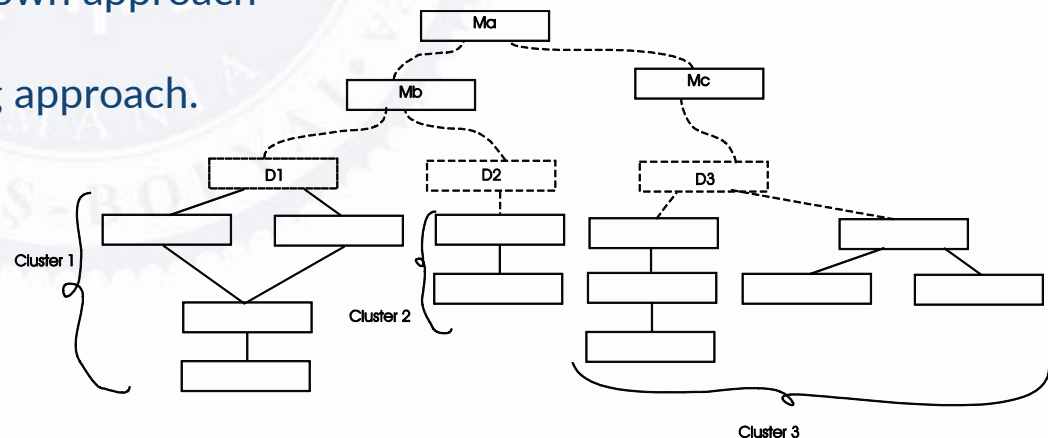 own approach
approach.
Ma
Mb
Mc
D1
D2
D3
Cluster 1
Cluster 2
Cluster 3